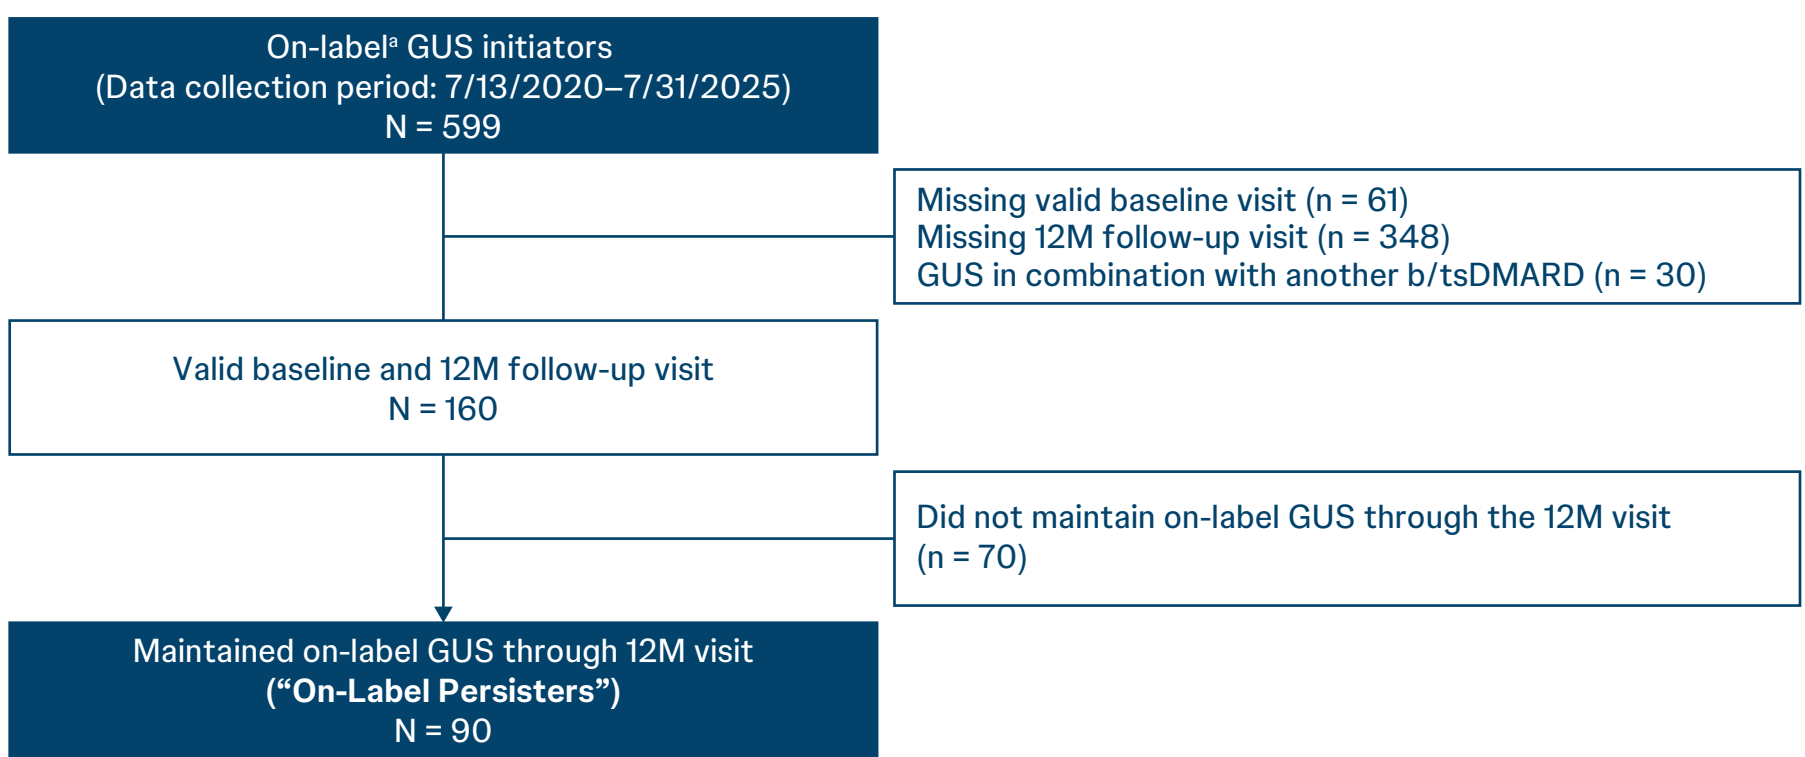 On-labelᵃ GUS initiators
(Data collection period: 7/13/2020–7/31/2025)
N = 599
Missing valid baseline visit (n = 61)
Missing 12M follow-up visit (n = 348)
GUS in combination with another b/tsDMARD (n = 30)
Valid baseline and 12M follow-up visit
N = 160
Did not maintain on-label GUS through the 12M visit
(n = 70)
Maintained on-label GUS through 12M visit
(“On-Label Persisters”)
N = 90